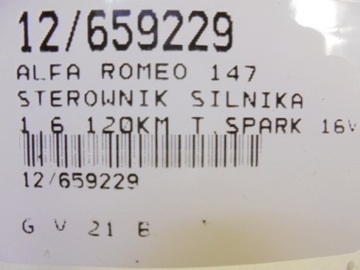 12/659229
ALFA ROMEO 147
STEROWNIK SILNIKA
1.6 120KM T.SPARK 16V
12/659229
G V 21 E